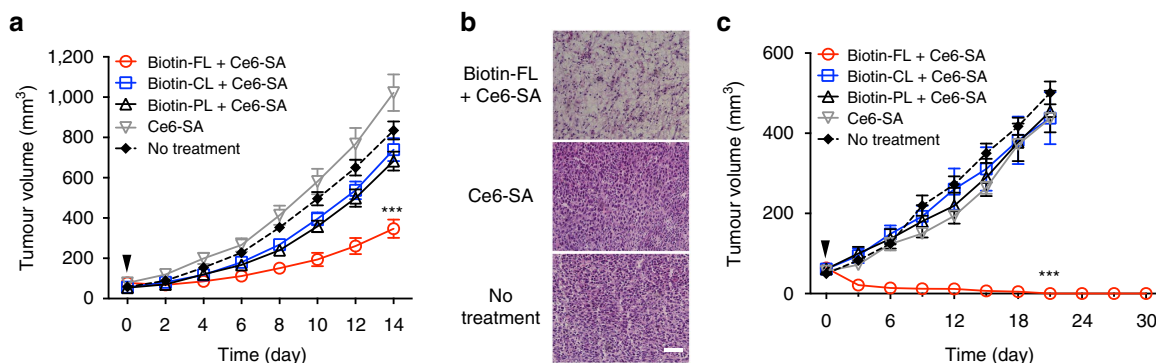 a
Tumour volume (mm³)
1,200
1,000
800
600
400
200
0
Biotin-FL + Ce6-SA
Biotin-CL + Ce6-SA
Biotin-PL + Ce6-SA
Ce6-SA
No treatment
***
0 2 4 6 8 10 12 14
Time (day)
b
Biotin-FL
+ Ce6-SA
Ce6-SA
No
treatment
c
Tumour volume (mm³)
600
400
200
0
Biotin-FL + Ce6-SA
Biotin-CL + Ce6-SA
Biotin-PL + Ce6-SA
Ce6-SA
No treatment
***
0 6 12 18 24 30
Time (day)